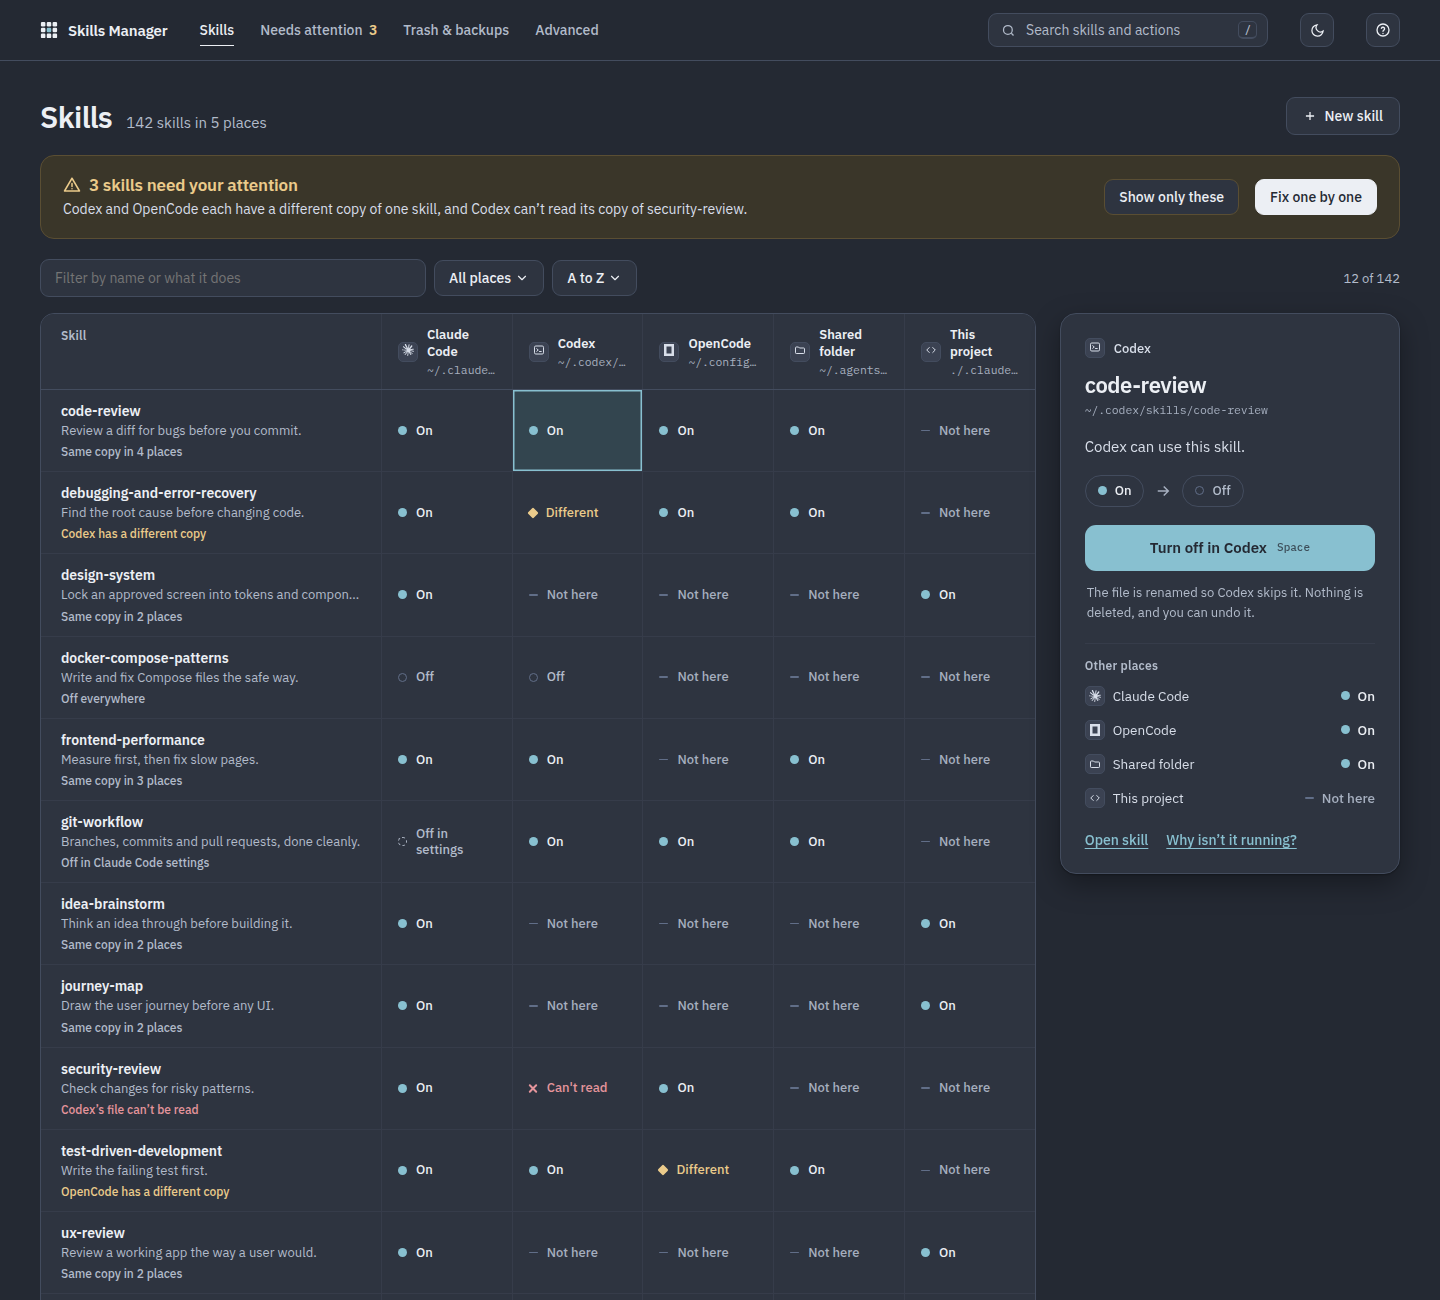 Skills Manager Skills Needs attention 3 Trash & backups Advanced Search skills and actions /
Skills 142 skills in 5 places + New skill
3 skills need your attention
Codex and OpenCode each have a different copy of one skill, and Codex can’t read its copy of security-review.
Show only these Fix one by one
Filter by name or what it does All places A to Z 12 of 142
Skill
Claude Code
~/.claude…
Codex
~/.codex/…
OpenCode
~/.config…
Shared folder
~/.agents…
This project
./.claude…
code-review
Review a diff for bugs before you commit.
Same copy in 4 places
On On On On — Not here
debugging-and-error-recovery
Find the root cause before changing code.
Codex has a different copy
On Different On On — Not here
design-system
Lock an approved screen into tokens and compon…
Same copy in 2 places
On — Not here — Not here — Not here On
docker-compose-patterns
Write and fix Compose files the safe way.
Off everywhere
Off Off — Not here — Not here — Not here
frontend-performance
Measure first, then fix slow pages.
Same copy in 3 places
On On — Not here On — Not here
git-workflow
Branches, commits and pull requests, done cleanly.
Off in Claude Code settings
Off in settings On On On — Not here
idea-brainstorm
Think an idea through before building it.
Same copy in 2 places
On — Not here — Not here — Not here On
journey-map
Draw the user journey before any UI.
Same copy in 2 places
On — Not here — Not here — Not here On
security-review
Check changes for risky patterns.
Codex’s file can’t be read
On Can't read On — Not here — Not here
test-driven-development
Write the failing test first.
OpenCode has a different copy
On On Different On — Not here
ux-review
Review a working app the way a user would.
Same copy in 2 places
On — Not here — Not here — Not here On
Codex
code-review
~/.codex/skills/code-review
Codex can use this skill.
On → Off
Turn off in Codex Space
The file is renamed so Codex skips it. Nothing is
deleted, and you can undo it.
Other places
Claude Code On
OpenCode On
Shared folder On
This project — Not here
Open skill Why isn’t it running?